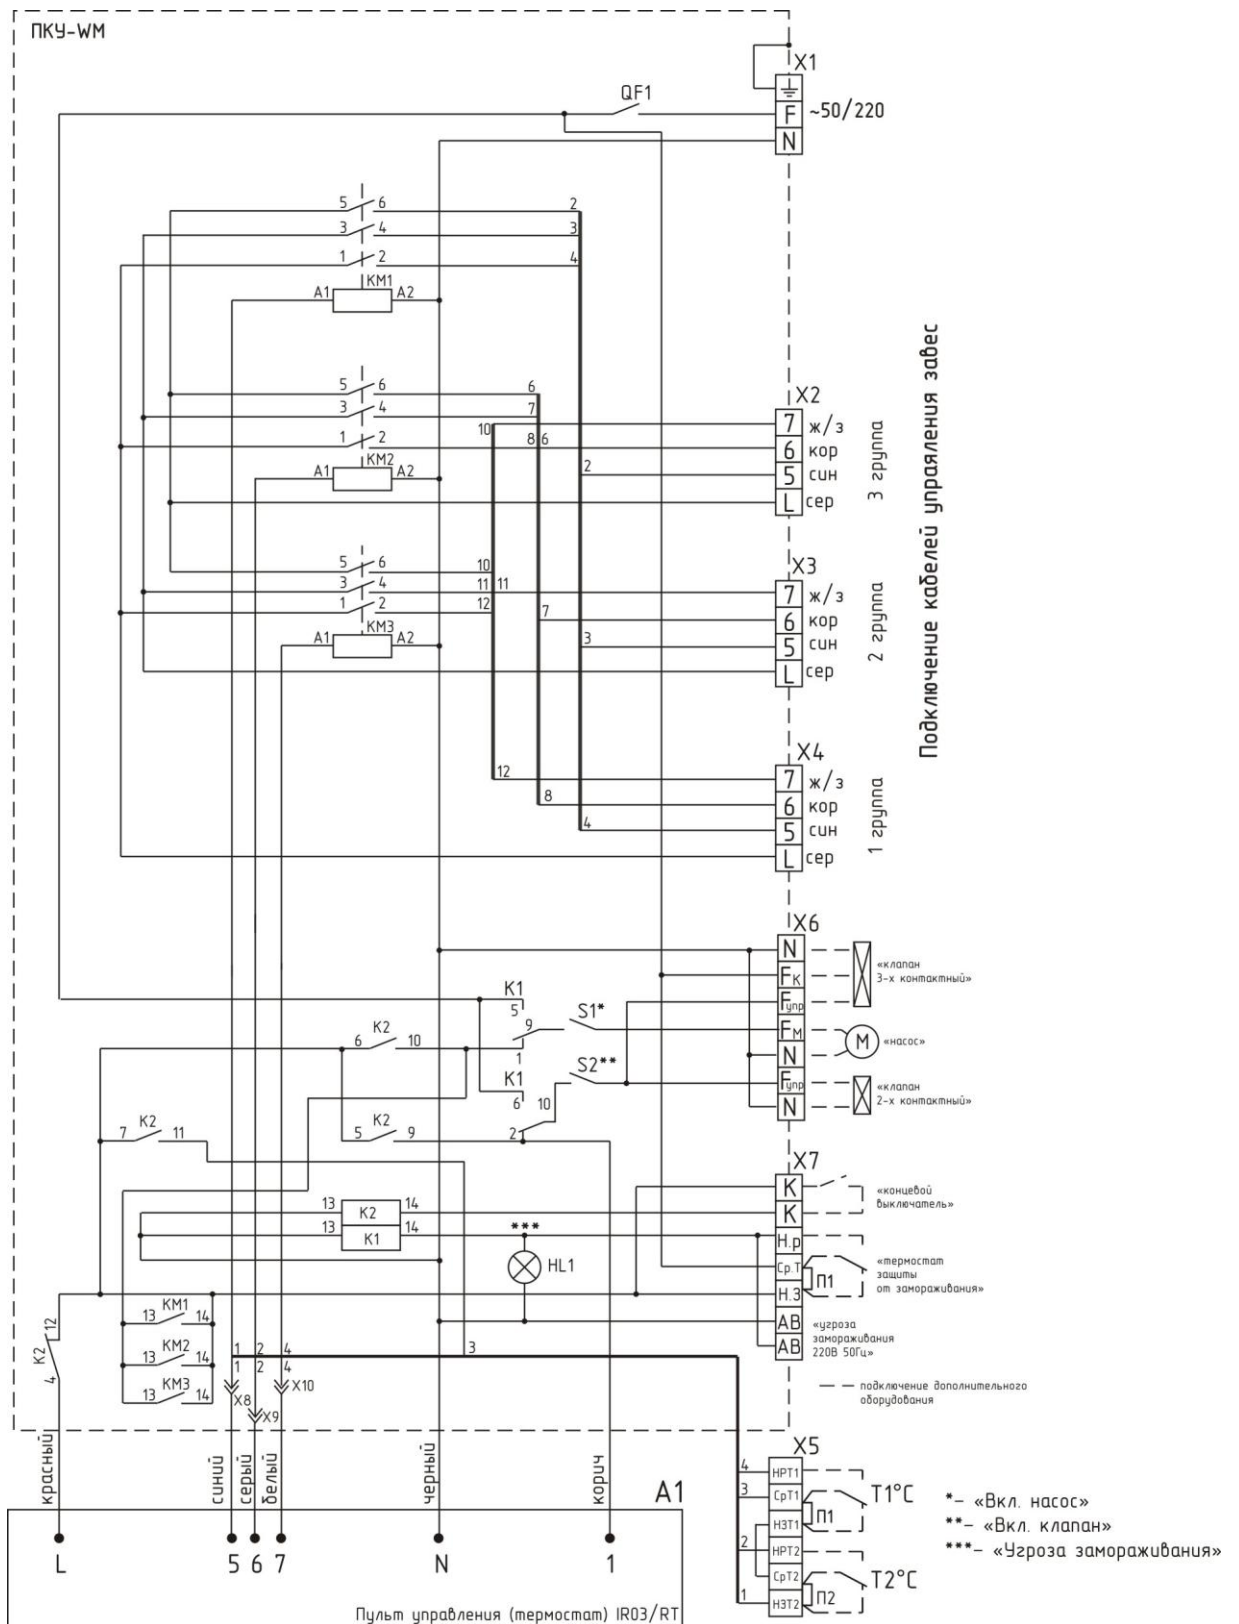 ПКУ-WM
X1
QF1
F ~50/220
N
5 6 2
3 4 3
1 2 4
A1 KM1 A2
5 6 6
3 4 7
1 2 8 6
A1 KM2 A2
10
2
X2
7 ж/з
6 кор
5 син
L сер
3 группа
5 6 10
3 4 11 11
1 2 12
A1 KM3 A2
7
3
X3
7 ж/з
6 кор
5 син
L сер
2 группа
Подключение кабелей упраяления завес
12
8
4
X4
7 ж/з
6 кор
5 син
L сер
1 группа
X6
N
Fк
Fупр
«клапан
3-х контактный»
Fм
N
M «насос»
Fупр
N
«клапан
2-х контактный»
K1
5
9
1
S1*
6 K2 10
K1
6
10
2
S2**
7 K2 11
5 K2 9
X7
K
K
«концевой
выключатель»
Н.р
Ср.Т
Н.З
П1
«термостат
защиты
от замораживания»
АВ
АВ
«угроза
замораживания
220В 50Гц»
13 K2 14
13 K1 14
***
HL1
12
K2
4
13 KM1 14
13 KM2 14
13 KM3 14
1 2 4 3
1 2 4
X8
X9
X10
— — подключение дополнительного
оборудования
красный
синий
серый
белый
черный
корич
A1
L 5 6 7 N 1
Пульт управления (термостат) IR03/RT
X5
4 НРТ1
3 СрТ1
НЗТ1
П1
T1°C
2 НРТ2
СрТ2
1 НЗТ2
П2
T2°C
*– «Вкл. насос»
**– «Вкл. клапан»
***– «Угроза замораживания»